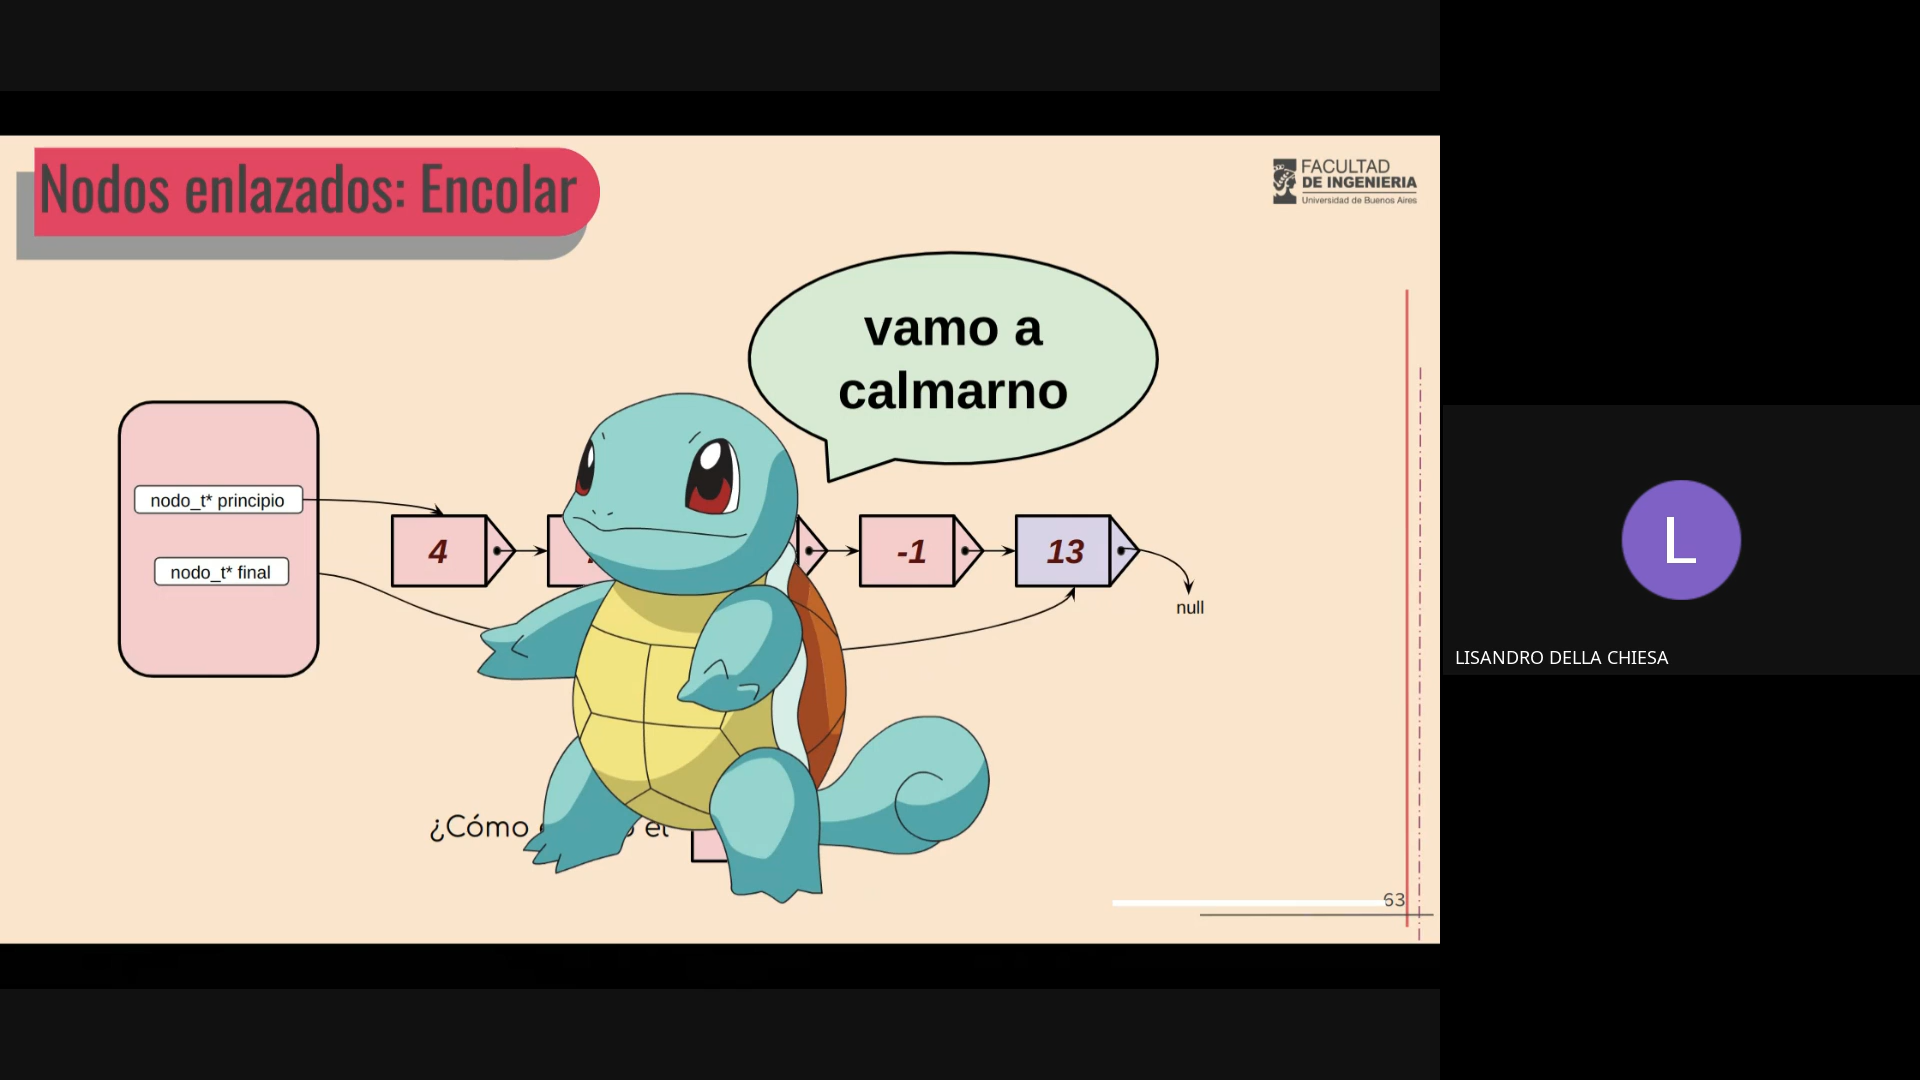 Nodos enlazados: Encolar
FACULTAD
DE INGENIERIA
Universidad de Buenos Aires
vamo a
calmarno
nodo_t* principio
nodo_t* final
4
-1
13
null
LISANDRO DELLA CHIESA
L
¿Cómo el
63